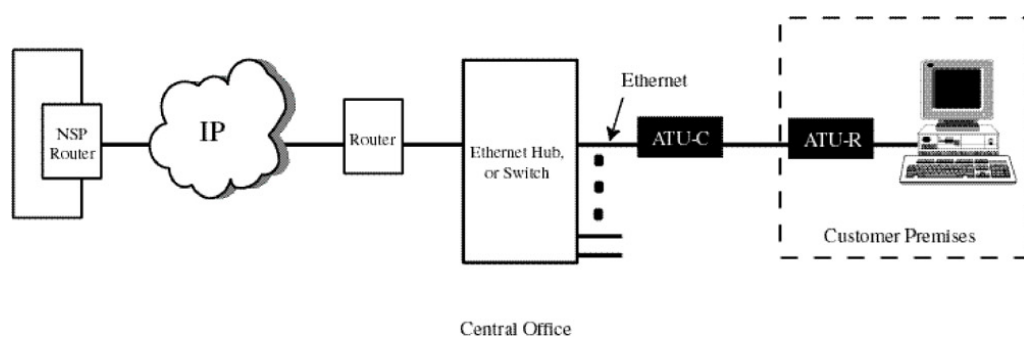 Ethernet
NSP
Router
IP
Router
Ethernet Hub,
or Switch
ATU-C
ATU-R
Customer Premises
Central Office